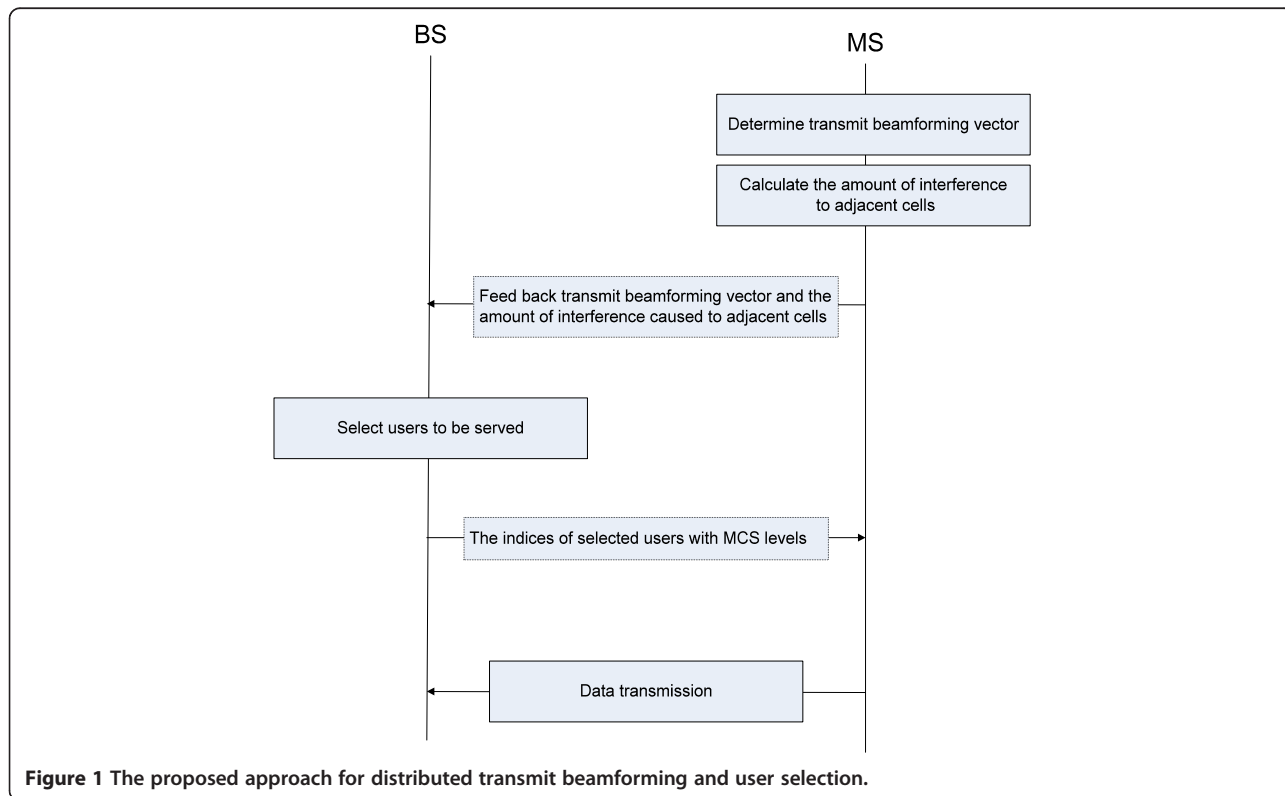 BS
MS
Determine transmit beamforming vector
Calculate the amount of interference
to adjacent cells
Feed back transmit beamforming vector and the
amount of interference caused to adjacent cells
Select users to be served
The indices of selected users with MCS levels
Data transmission
Figure 1 The proposed approach for distributed transmit beamforming and user selection.